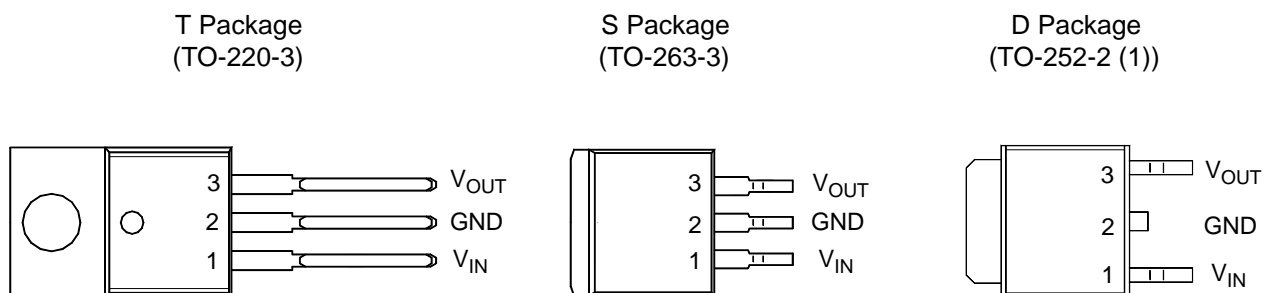 T Package
(TO-220-3)
S Package
(TO-263-3)
D Package
(TO-252-2 (1))
3 VOUT
2 GND
1 VIN
3 VOUT
2 GND
1 VIN
3 VOUT
2 GND
1 VIN